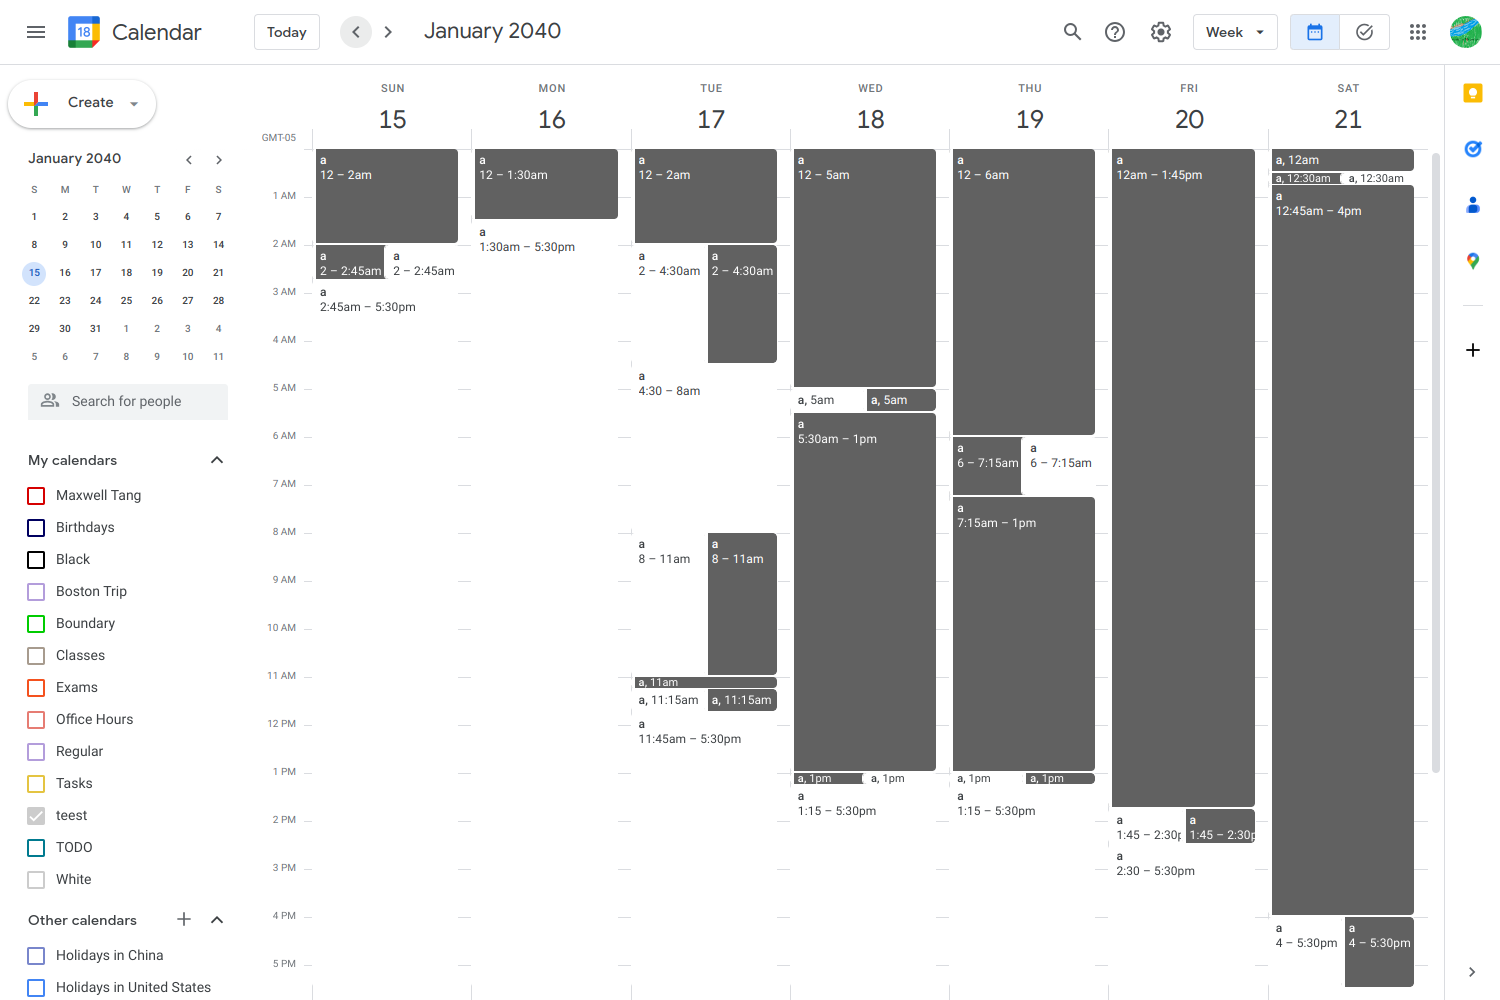 18 Calendar Today January 2040 Week
Create
January 2040
S M T W T F S
1 2 3 4 5 6 7
8 9 10 11 12 13 14
15 16 17 18 19 20 21
22 23 24 25 26 27 28
29 30 31 1 2 3 4
5 6 7 8 9 10 11
Search for people
My calendars
Maxwell Tang
Birthdays
Black
Boston Trip
Boundary
Classes
Exams
Office Hours
Regular
Tasks
teest
TODO
White
Other calendars
Holidays in China
Holidays in United States
GMT-05
1 AM
2 AM
3 AM
4 AM
5 AM
6 AM
7 AM
8 AM
9 AM
10 AM
11 AM
12 PM
1 PM
2 PM
3 PM
4 PM
5 PM
SUN
15
a
12 – 2am
a
2 – 2:45am
a
2 – 2:45am
a
2:45am – 5:30pm
MON
16
a
12 – 1:30am
a
1:30am – 5:30pm
TUE
17
a
12 – 2am
a
2 – 4:30am
a
2 – 4:30am
a
4:30 – 8am
a
8 – 11am
a
8 – 11am
a, 11am
a, 11:15am
a, 11:15am
a
11:45am – 5:30pm
WED
18
a
12 – 5am
a, 5am
a, 5am
a
5:30am – 1pm
a, 1pm
a, 1pm
a
1:15 – 5:30pm
THU
19
a
12 – 6am
a
6 – 7:15am
a
6 – 7:15am
a
7:15am – 1pm
a, 1pm
a, 1pm
a
1:15 – 5:30pm
FRI
20
a
12am – 1:45pm
a
1:45 – 2:30p
a
1:45 – 2:30p
a
2:30 – 5:30pm
SAT
21
a, 12am
a, 12:30am
a, 12:30am
a
12:45am – 4pm
a
4 – 5:30pm
a
4 – 5:30pm